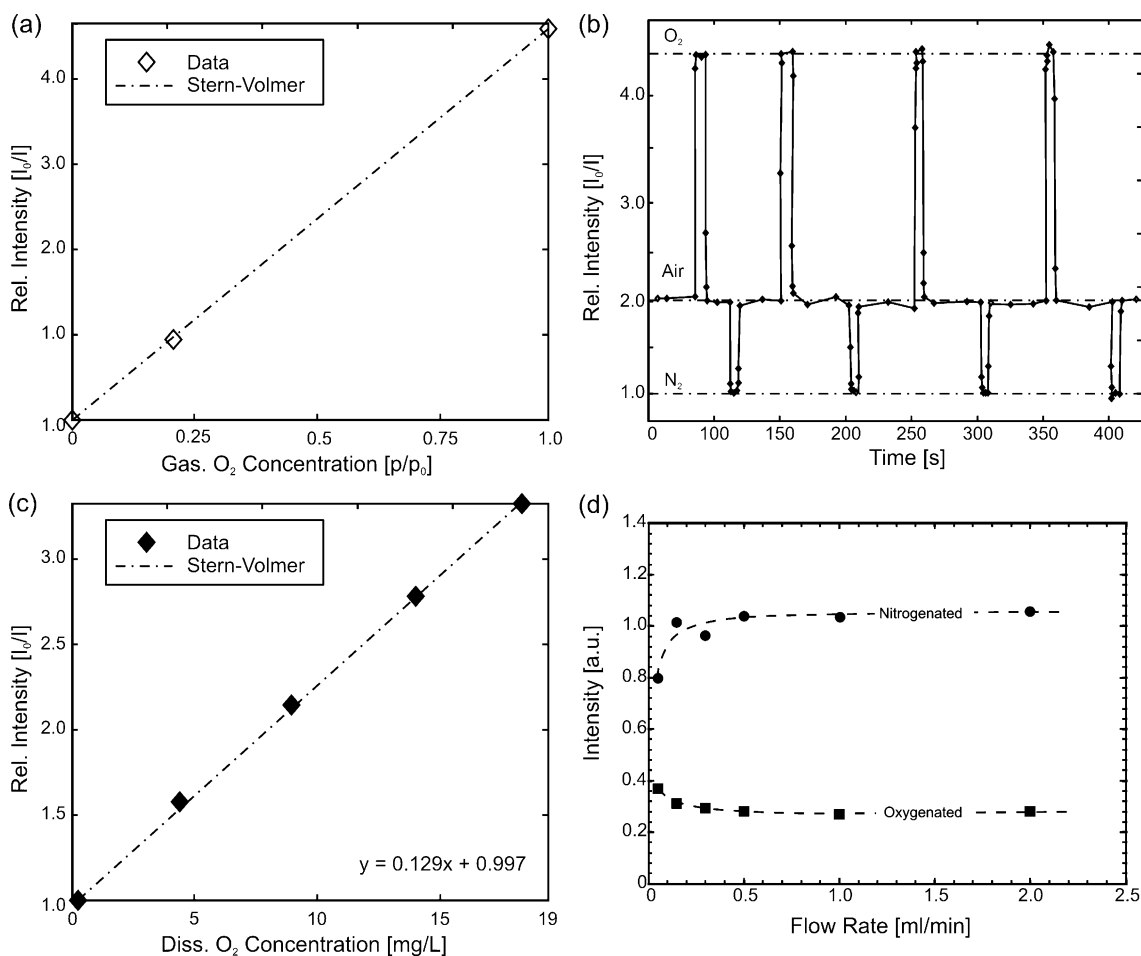 (a)
Rel. Intensity [I₀/I]
4.0
3.0
4.0
2.0
1.0
1.0
Data
Stern-Volmer
0
0.25
0.5
0.75
1.0
Gas. O₂ Concentration [p/p₀]
(b)
Rel. Intensity [I₀/I]
4.0
3.0
2.0
1.0
O₂
Air
N₂
0
100
150
200
250
300
350
400
Time [s]
(c)
Rel. Intensity [I₀/I]
3.0
2.5
2.0
1.5
1.0
Data
Stern-Volmer
y = 0.129x + 0.997
0
5
10
15
19
Diss. O₂ Concentration [mg/L]
(d)
Intensity [a.u.]
1.4
1.2
1.0
0.8
0.6
0.4
0.2
0
Nitrogenated
Oxygenated
0
0.5
1.0
1.5
2.0
2.5
Flow Rate [ml/min]